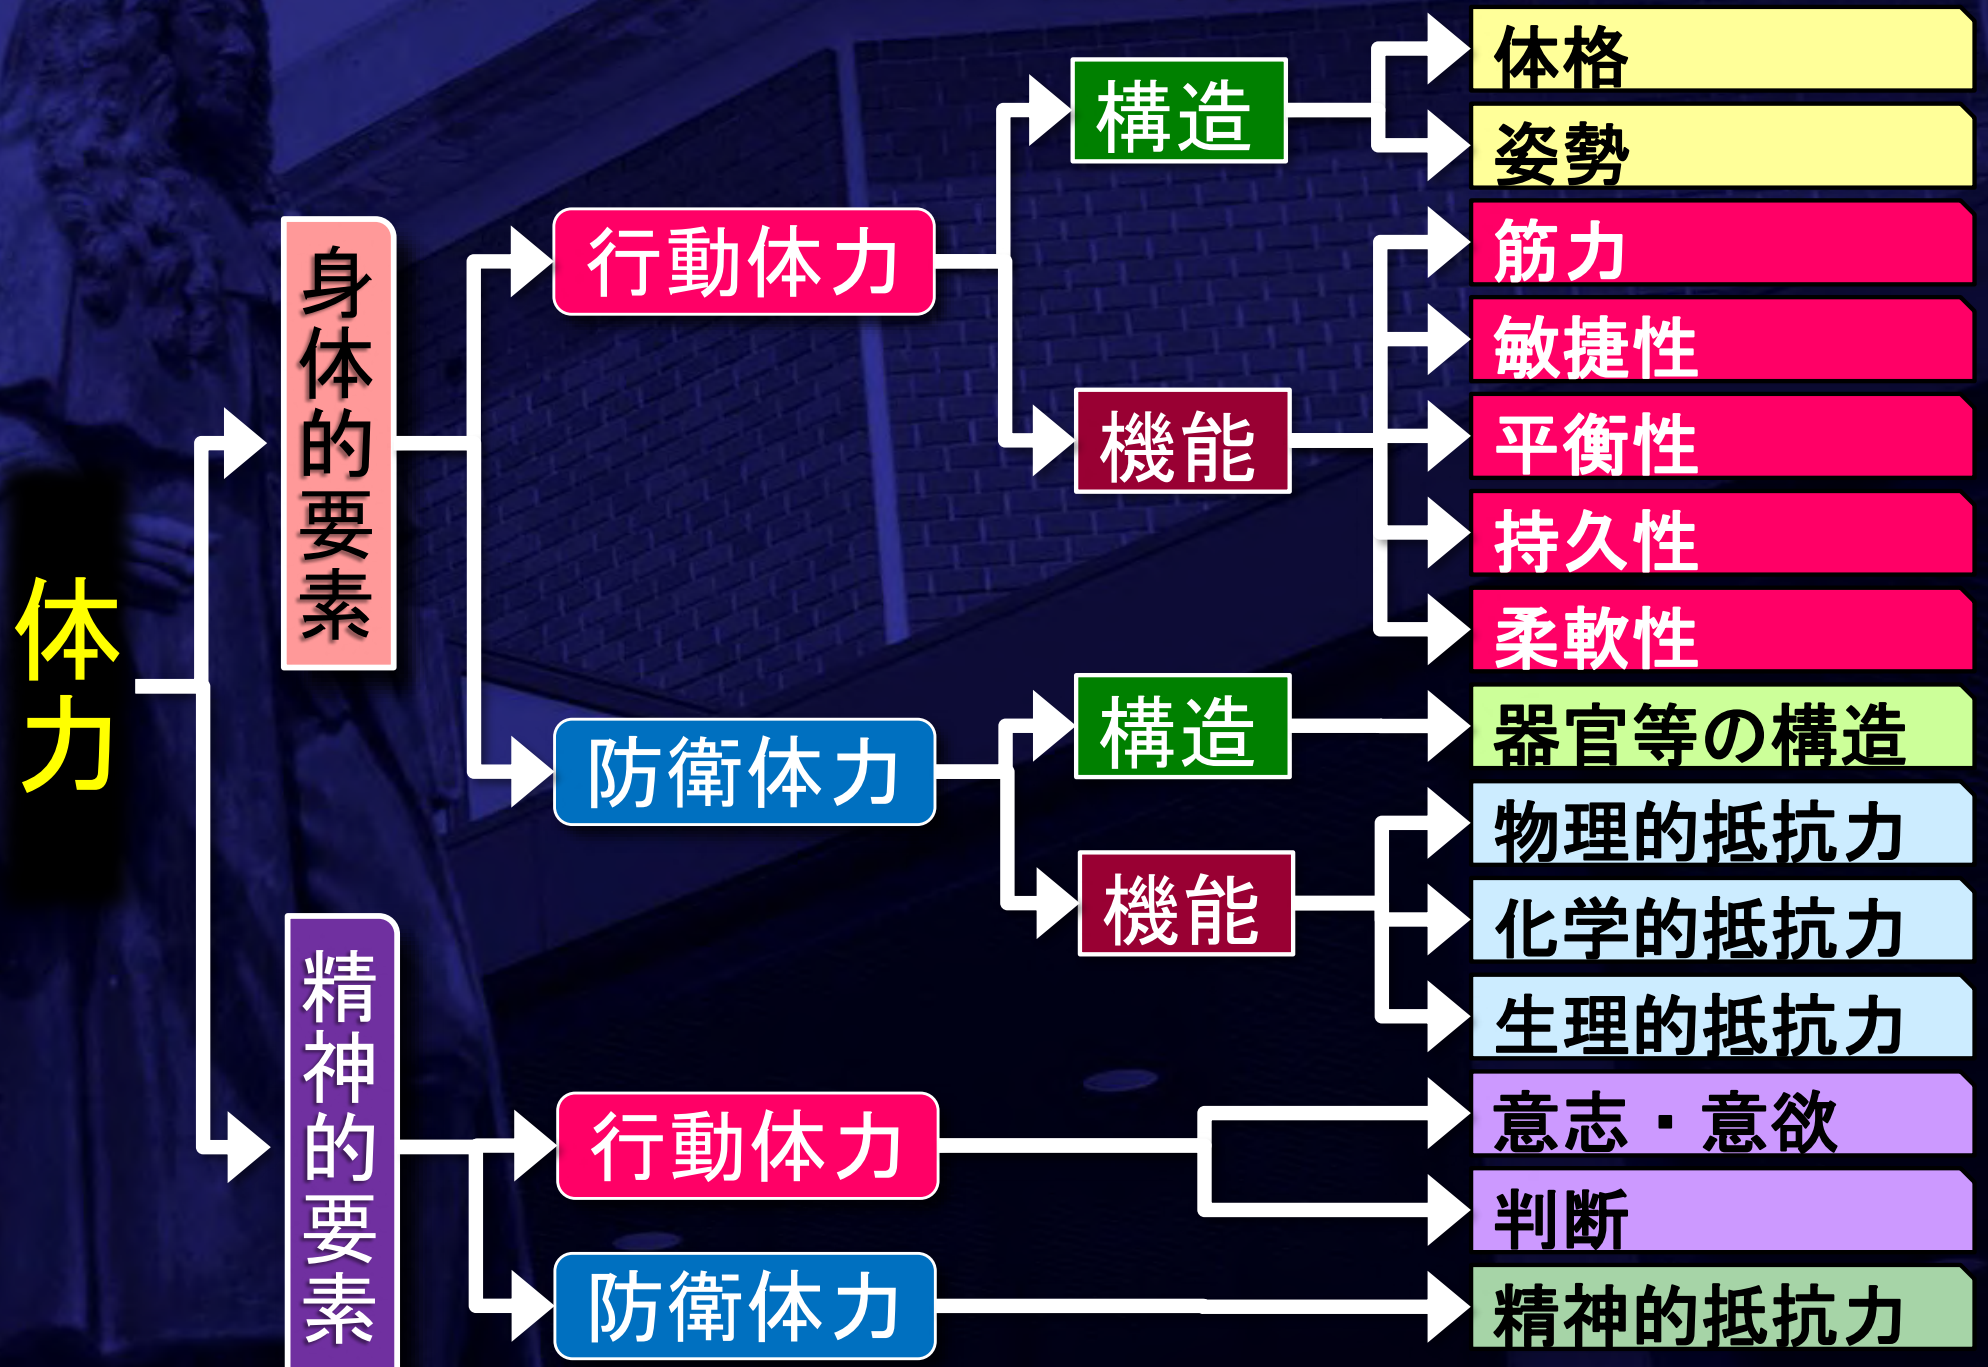 体力
身体的要素
行動体力
構造
体格
姿勢
機能
筋力
敏捷性
平衡性
持久性
柔軟性
防衛体力
構造
器官等の構造
機能
物理的抵抗力
化学的抵抗力
生理的抵抗力
精神的要素
行動体力
意志・意欲
判断
防衛体力
精神的抵抗力